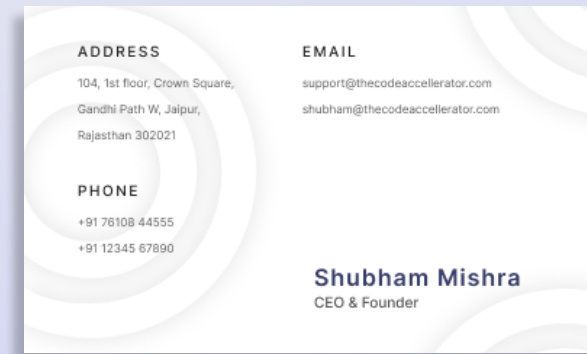 ADDRESS
104, 1st floor, Crown Square,
Gandhi Path W, Jaipur,
Rajasthan 302021
EMAIL
support@thecodeaccellerator.com
shubham@thecodeaccellerator.com
PHONE
+91 76108 44555
+91 12345 67890
Shubham Mishra
CEO & Founder